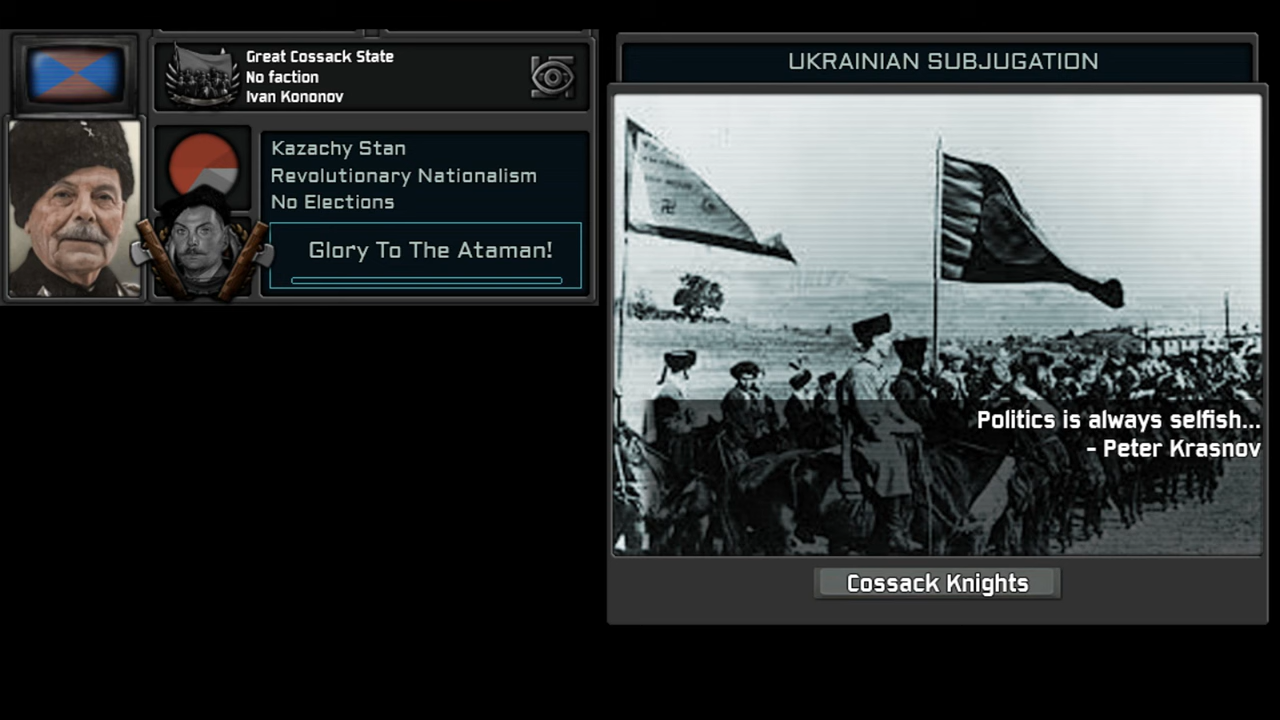 Great Cossack State
No faction
Ivan Kononov
Kazachy Stan
Revolutionary Nationalism
No Elections
Glory To The Ataman!
UKRAINIAN SUBJUGATION
Politics is always selfish...
- Peter Krasnov
Cossack Knights